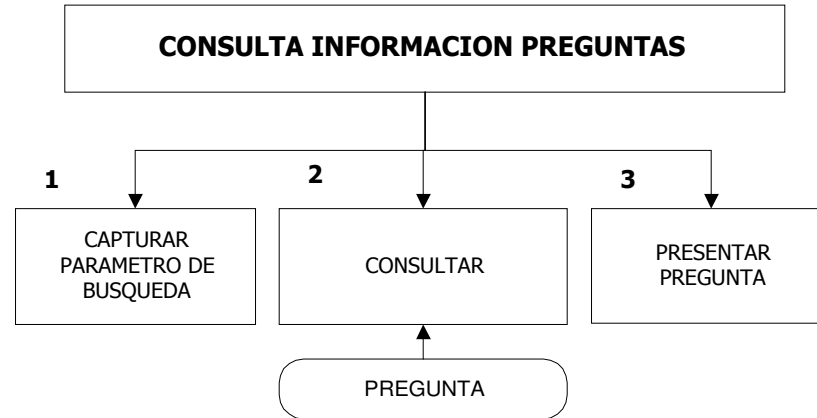 CONSULTA INFORMACION PREGUNTAS
1
2
3
CAPTURAR
PARAMETRO DE
BUSQUEDA
CONSULTAR
PRESENTAR
PREGUNTA
PREGUNTA